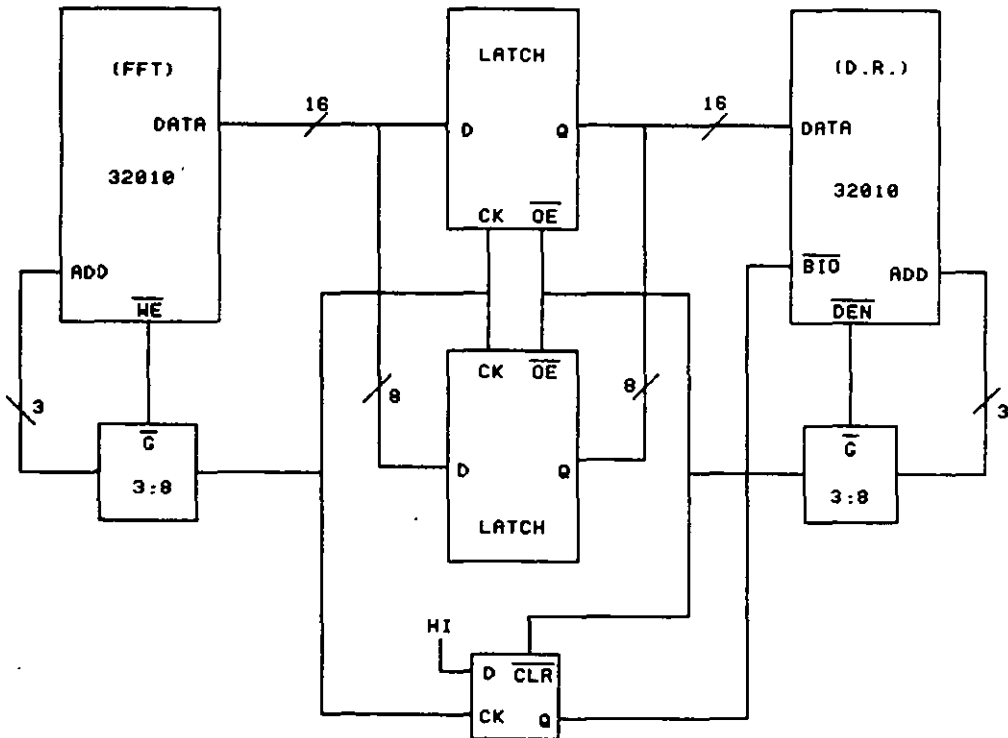 (FFT)
LATCH
(D.R.)
16
16
DATA
D
Q
DATA
32010
32010
CK
OE
ADD
BIO
ADD
WE
DEN
CK
OE
3
8
8
3
G
G
3:8
D
Q
3:8
LATCH
HI
D
CLR
CK
Q